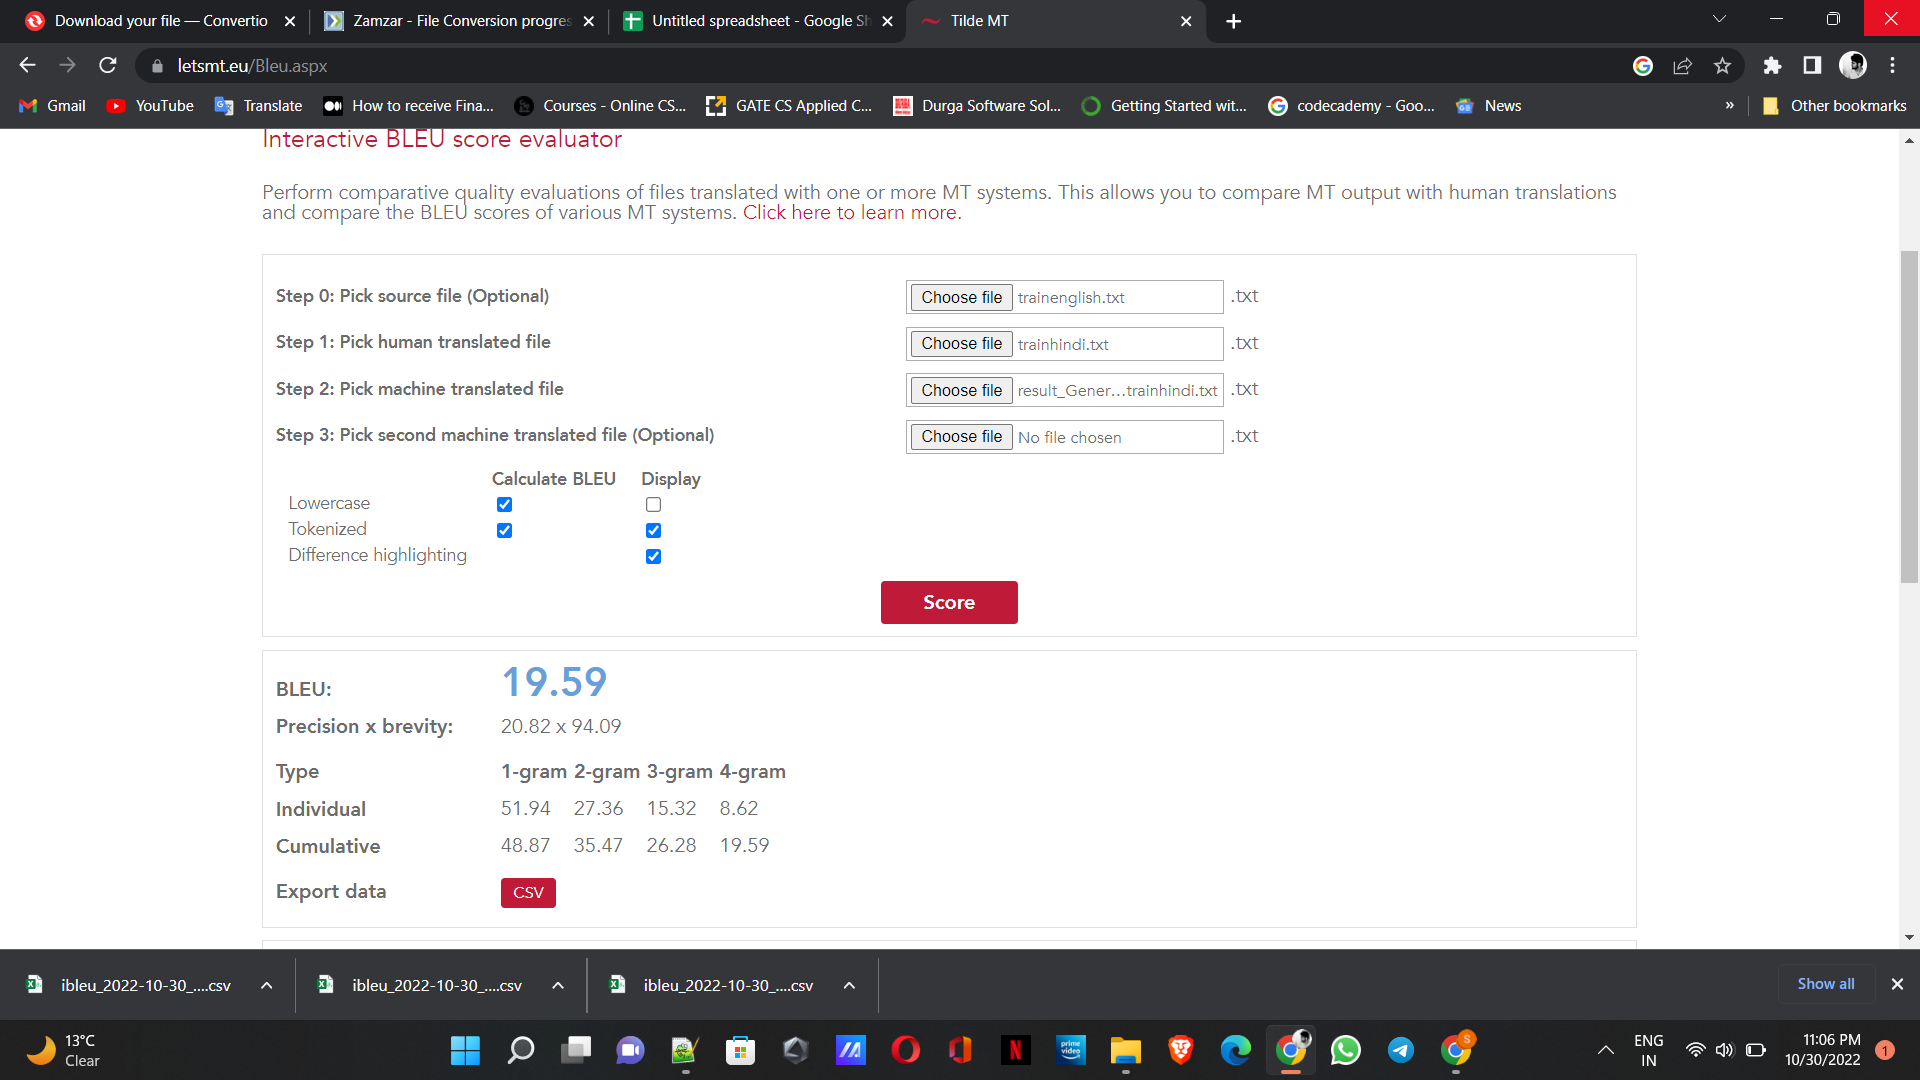 Download your file — Convertio
Zamzar - File Conversion progres
Untitled spreadsheet - Google Sh
Tilde MT
letsmt.eu/Bleu.aspx
Gmail
YouTube
Translate
How to receive Fina...
Courses - Online CS...
GATE CS Applied C...
Durga Software Sol...
Getting Started wit...
codecademy - Goo...
News
»
Other bookmarks
Interactive BLEU score evaluator
Perform comparative quality evaluations of files translated with one or more MT systems. This allows you to compare MT output with human translations
and compare the BLEU scores of various MT systems. Click here to learn more.
Step 0: Pick source file (Optional) Choose file trainenglish.txt .txt
Step 1: Pick human translated file Choose file trainhindi.txt .txt
Step 2: Pick machine translated file Choose file result_Gener...trainhindi.txt .txt
Step 3: Pick second machine translated file (Optional) Choose file No file chosen .txt
Calculate BLEU Display
Lowercase
Tokenized
Difference highlighting
Score
BLEU: 19.59
Precision x brevity: 20.82 x 94.09
Type 1-gram 2-gram 3-gram 4-gram
Individual 51.94 27.36 15.32 8.62
Cumulative 48.87 35.47 26.28 19.59
Export data CSV
ibleu_2022-10-30_....csv
ibleu_2022-10-30_....csv
ibleu_2022-10-30_....csv
Show all
13°C
Clear
prime video
S
ENG
IN
11:06 PM
10/30/2022
1